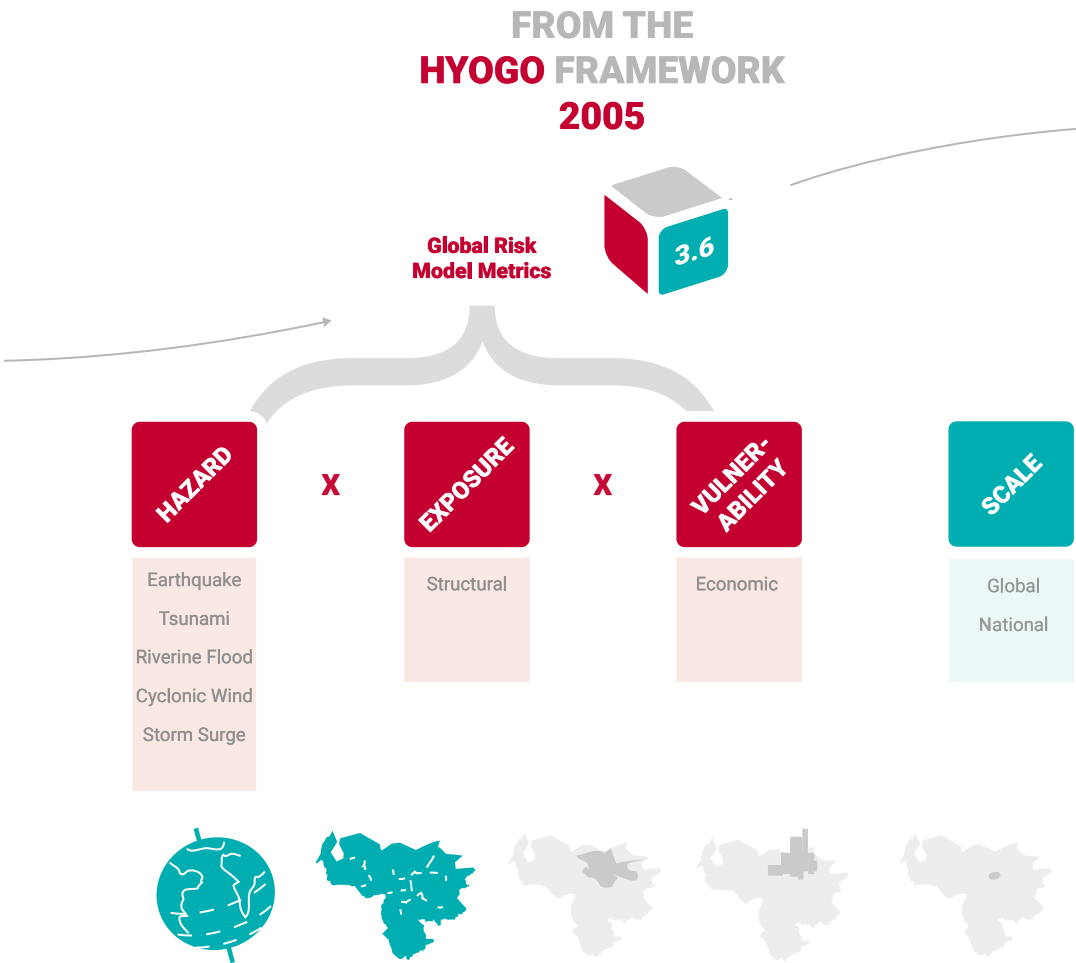 FROM THE
HYOGO FRAMEWORK
2005
3.6
Global Risk
Model Metrics
HAZARD
X
EXPOSURE
X
VULNER-
ABILITY
SCALE
Earthquake
Tsunami
Riverine Flood
Cyclonic Wind
Storm Surge
Structural
Economic
Global
National